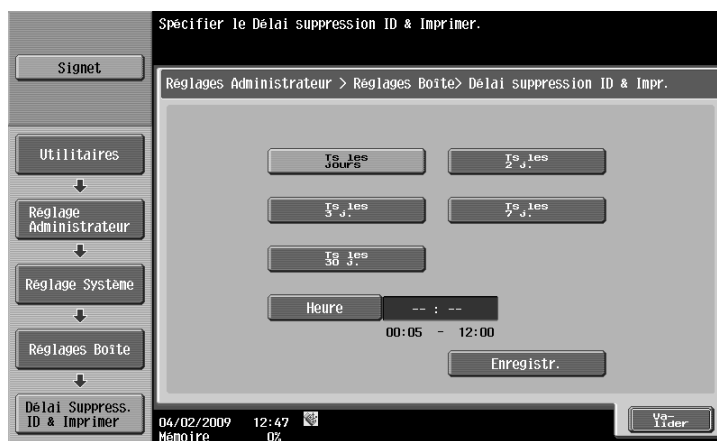 Spécifier le Délai suppression ID & Imprimer.
Signet
Réglages Administrateur > Réglages Boîte> Délai suppression ID & Impr.
Utilitaires
Réglage
Administrateur
Réglage Système
Réglages Boîte
Délai Suppress.
ID & Imprimer
Ts les
Jours
Ts les
2 J.
Ts les
3 J.
Ts les
7 J.
Ts les
30 J.
Heure
-- : --
00:05 - 12:00
Enregistr.
04/02/2009 12:47
Mémoire 0%
Va-
lider